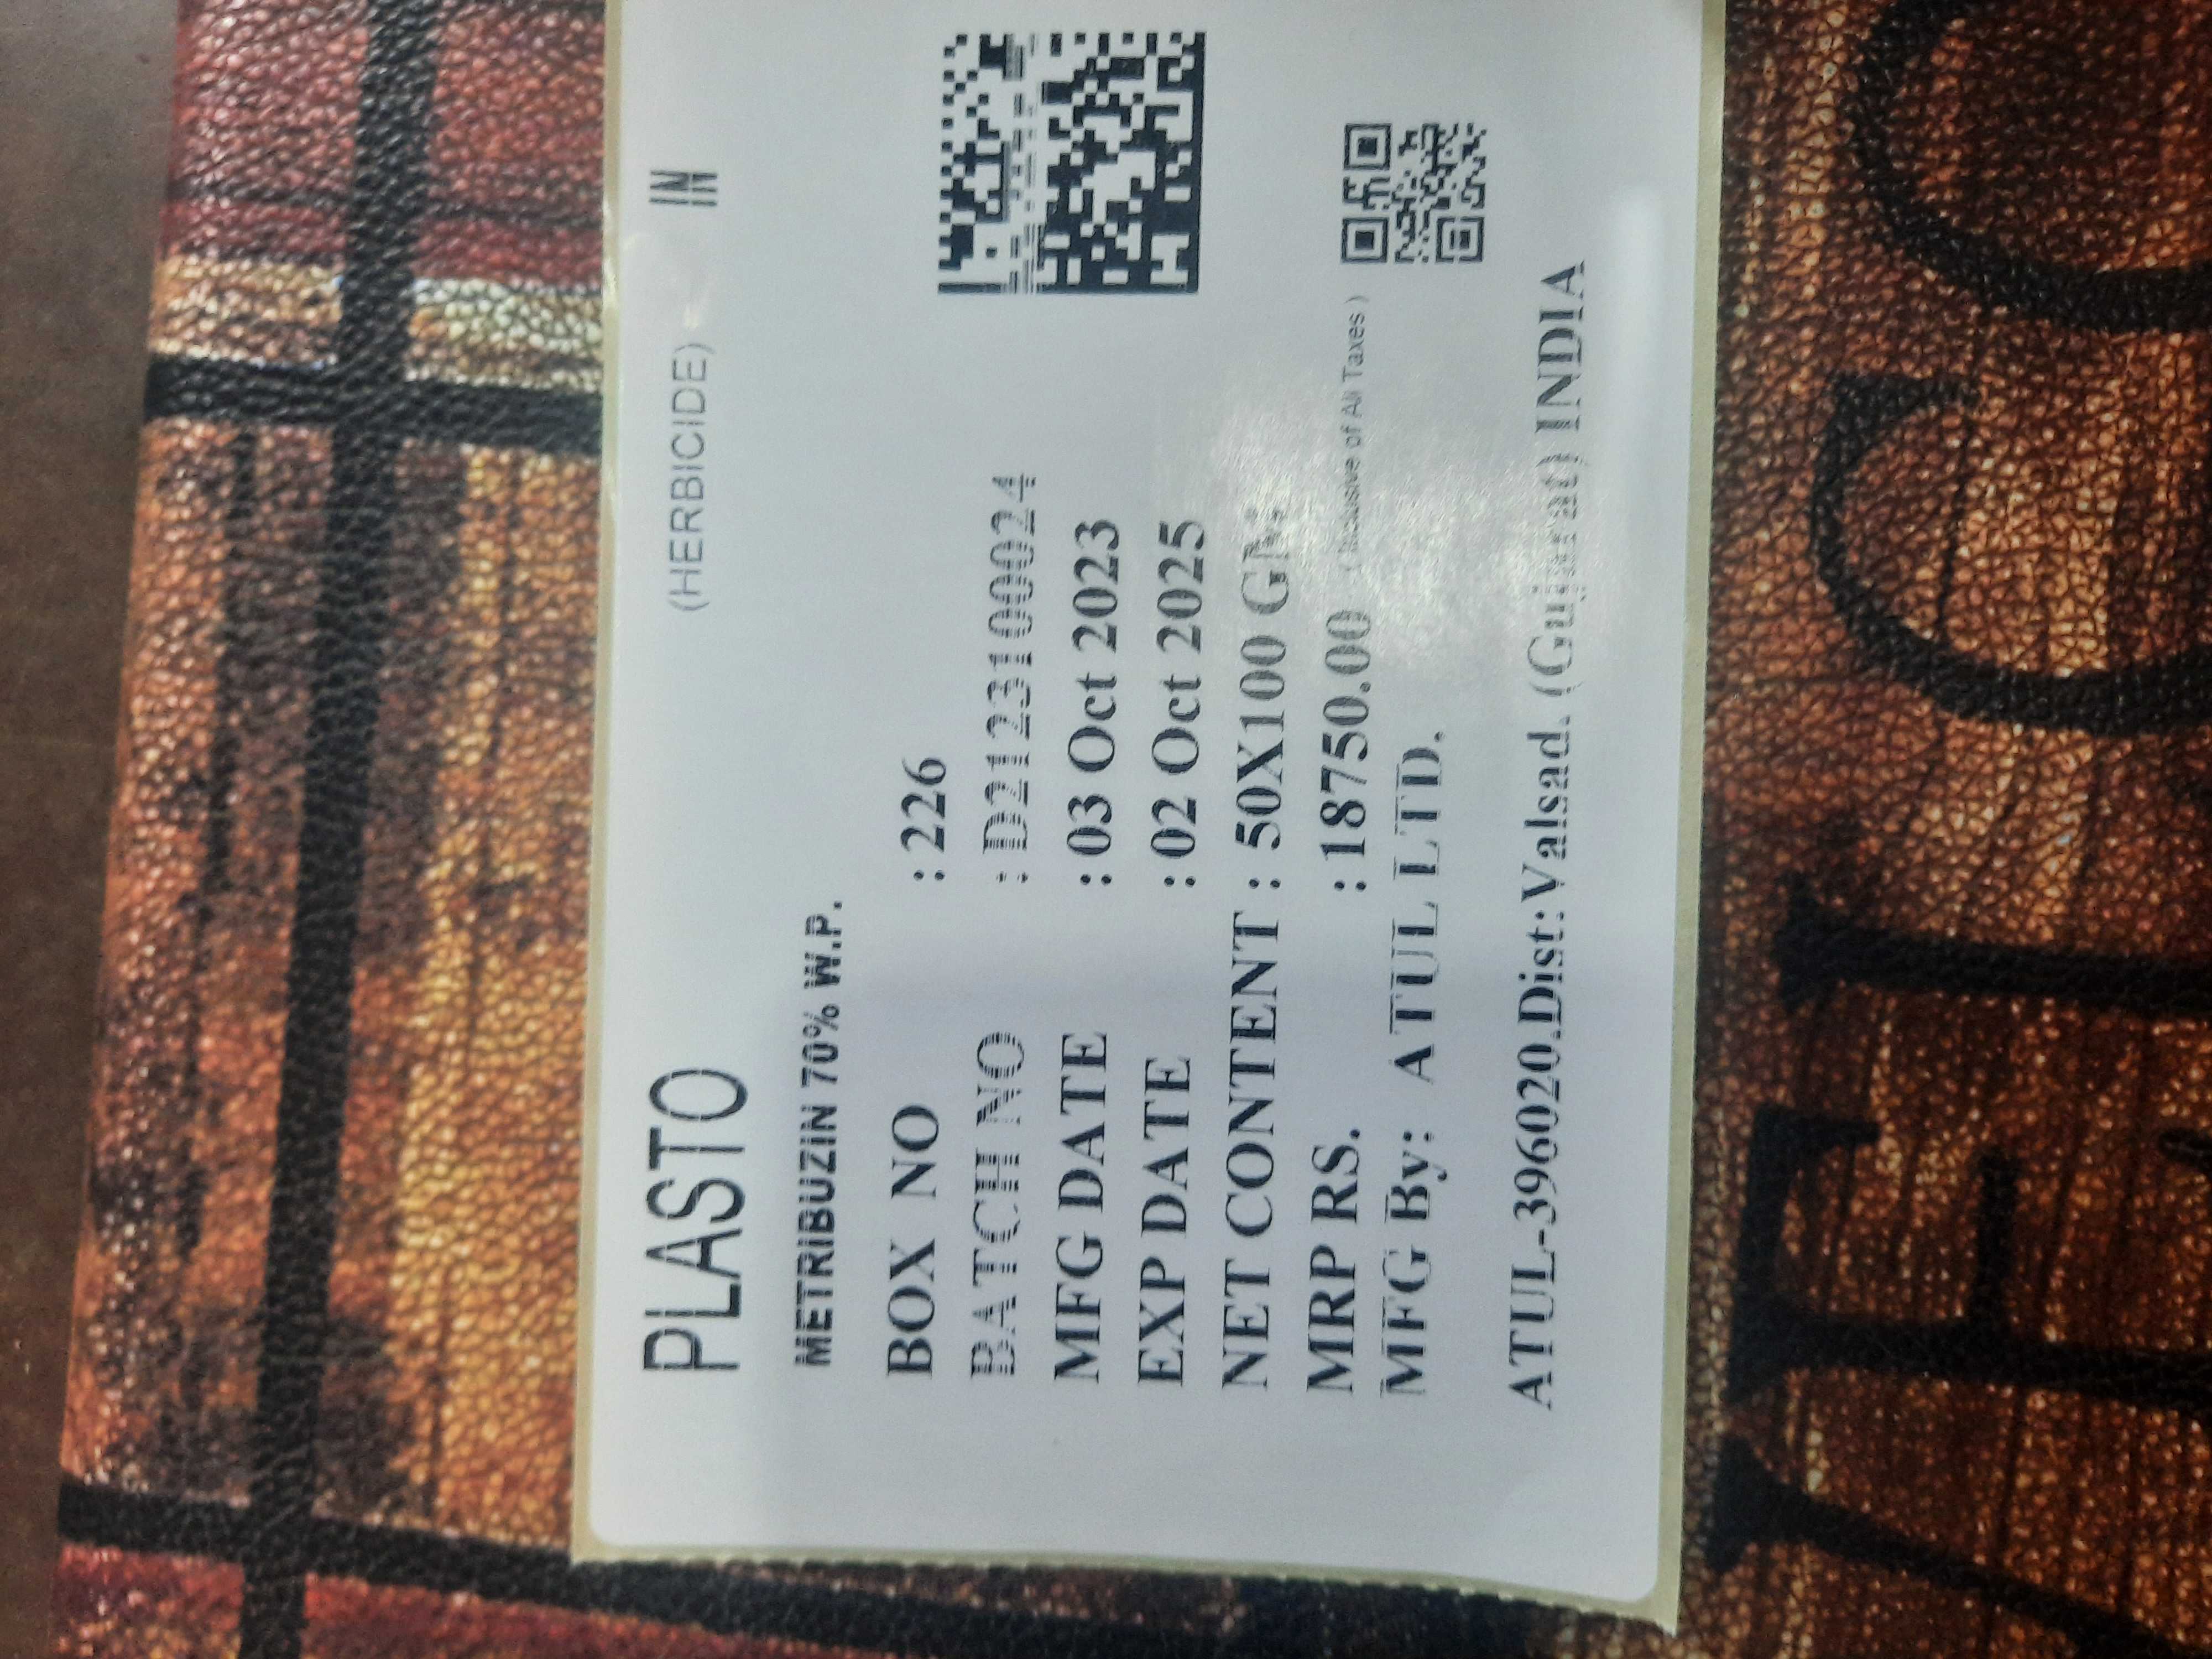 PLASTO (HERBICIDE) IN
METRIBUZIN 70% W.P.
BOX NO : 226
BATCH NO : D2123100024
MFG DATE : 03 Oct 2023
EXP DATE : 02 Oct 2025
NET CONTENT : 50X100 GM.
MRP RS. : 18750.00 (Inclusive of All Taxes)
MFG By: ATUL LTD.
ATUL-396020.Dist:Valsad. (Gujarat) INDIA